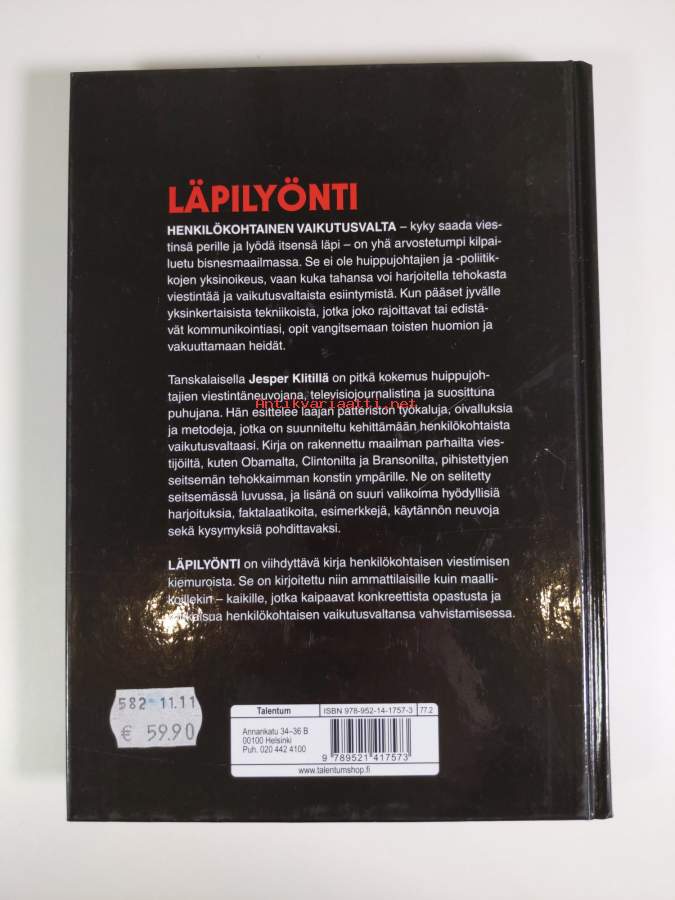 LÄPILYÖNTI
HENKILÖKOHTAINEN VAIKUTUSVALTA – kyky saada vies-
tinsä perille ja lyödä itsensä läpi – on yhä arvostetumpi kilpai-
luetu bisnesmaailmassa. Se ei ole huippujohtajien ja -poliitik-
kojen yksinoikeus, vaan kuka tahansa voi harjoitella tehokasta
viestintää ja vaikutusvaltaista esiintymistä. Kun pääset jyvälle
yksinkertaisista tekniikoista, jotka joko rajoittavat tai edistä-
vät kommunikointiasi, opit vangitsemaan toisten huomion ja
vakuuttamaan heidät.
Tanskalaisella Jesper Klitillä on pitkä kokemus huippujoh-
tajien viestintäneuvojana, televisiojournalistina ja suosittuna
puhujana. Hän esittelee laajan patteriston työkaluja, oivalluksia
Antikvariaatti.net
ja metodeja, jotka on suunniteltu kehittämään henkilökohtaista
vaikutusvaltaasi. Kirja on rakennettu maailman parhailta vies-
tijöiltä, kuten Obamalta, Clintonilta ja Bransonilta, pihistettyjen
seitsemän tehokkaimman konstin ympärille. Ne on selitetty
seitsemässä luvussa, ja lisänä on suuri valikoima hyödyllisiä
harjoituksia, faktalaatikoita, esimerkkejä, käytännön neuvoja
sekä kysymyksiä pohdittavaksi.
LÄPILYÖNTI on viihdyttävä kirja henkilökohtaisen viestimisen
kiemuroista. Se on kirjoitettu niin ammattilaisille kuin maalli-
koillekin – kaikille, jotka kaipaavat konkreettista opastusta ja
ratkaisua henkilökohtaisen vaikutusvaltansa vahvistamisessa.
582 11.11
€ 59.90
Talentum
ISBN 978-952-14-1757-3
77.2
Annankatu 34–36 B
00100 Helsinki
Puh. 020 442 4100
9 789521 417573
www.talentumshop.fi